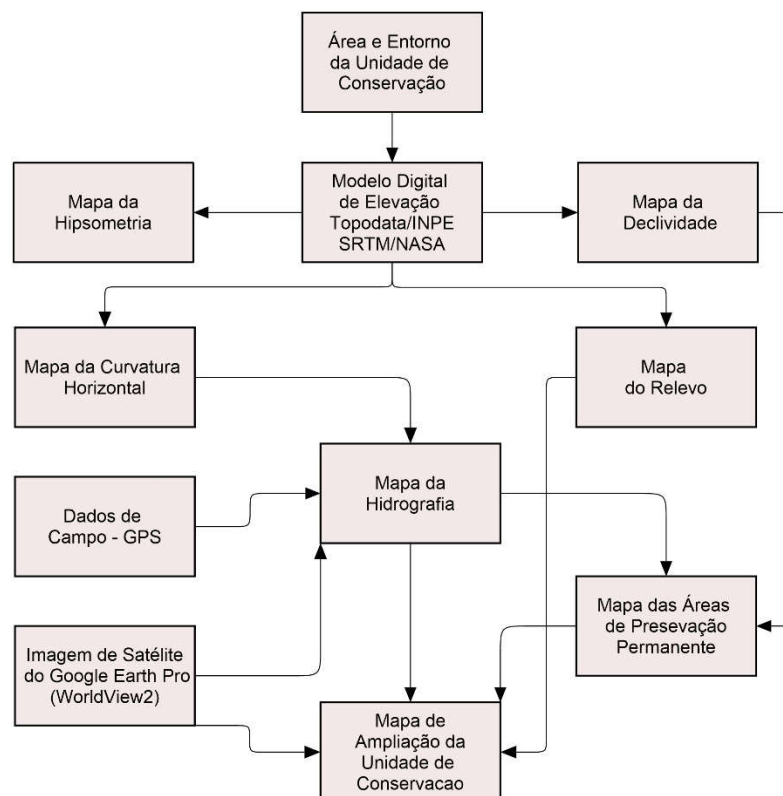 Área e Entorno
da Unidade de
Conservação
Mapa da
Hipsometria
Modelo Digital
de Elevação
Topodata/INPE
SRTM/NASA
Mapa da
Declividade
Mapa da Curvatura
Horizontal
Mapa
do Relevo
Mapa da
Hidrografia
Dados de
Campo - GPS
Mapa das Áreas
de Presevação
Permanente
Imagem de Satélite
do Google Earth Pro
(WorldView2)
Mapa de
Ampliação da
Unidade de
Conservacao